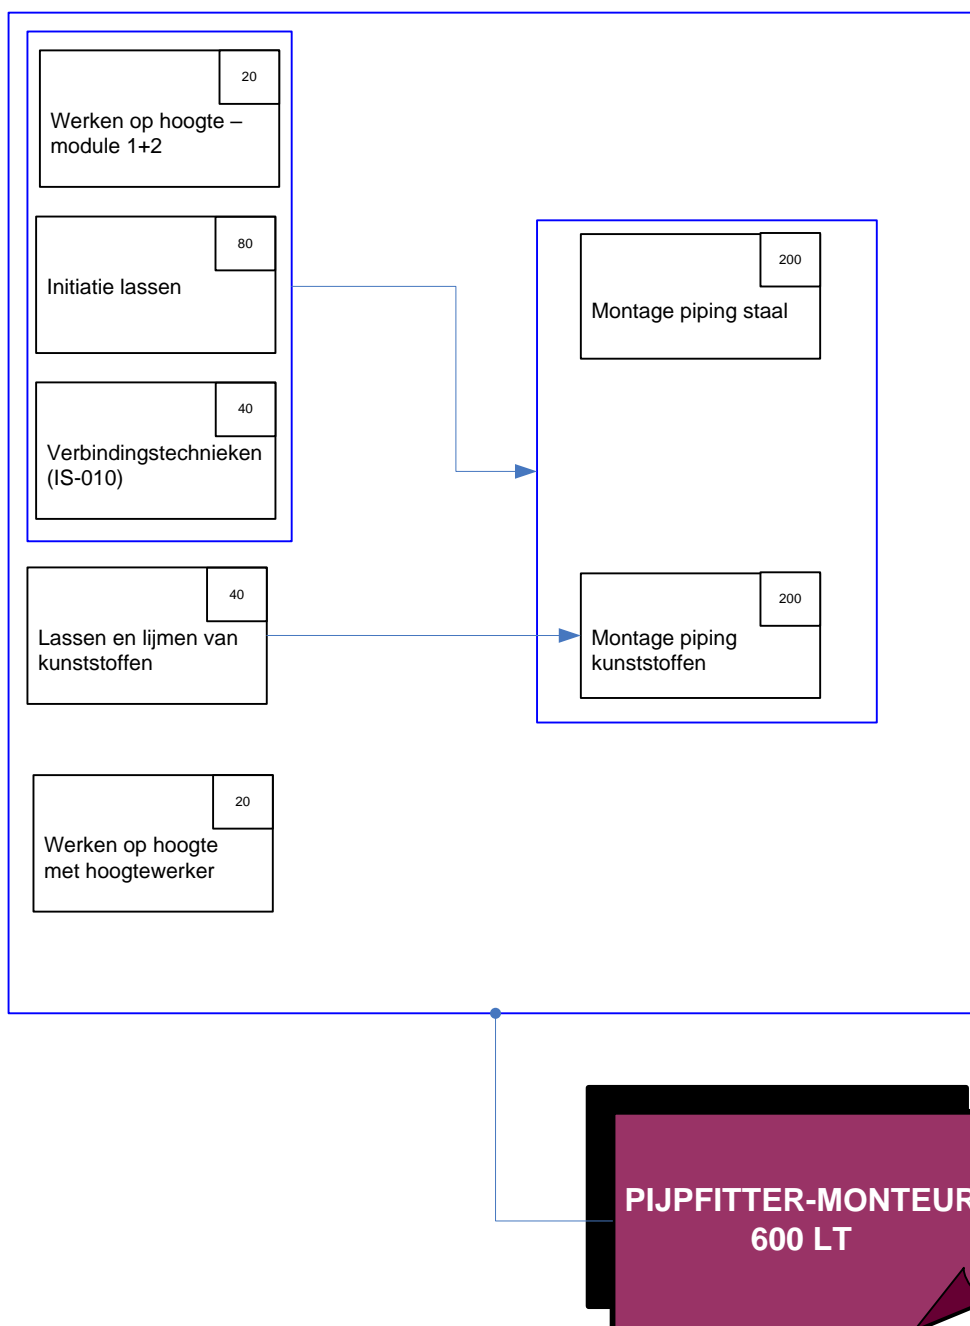 20
Werken op hoogte –
module 1+2
80
Initiatie lassen
40
Verbindingstechnieken
(IS-010)
200
Montage piping staal
40
Lassen en lijmen van
kunststoffen
200
Montage piping
kunststoffen
20
Werken op hoogte
met hoogtewerker
PIJPFITTER-MONTEUR
600 LT